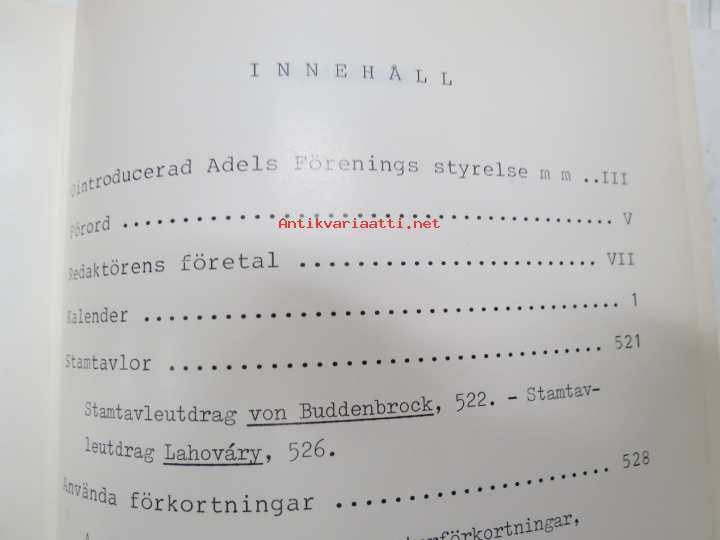 INNEHÅLL
Ointroducerad Adels Förenings styrelse m m ..III
Förord ........................................ V
Antikvariaatti.net
Redaktörens företal ......................... VII
Kalender ....................................... 1
Stamtavlor ................................... 521
Stamtavleutdrag von Buddenbrock, 522. - Stamtav-
leutdrag Lahováry, 526.
Använda förkortningar ....................... 528